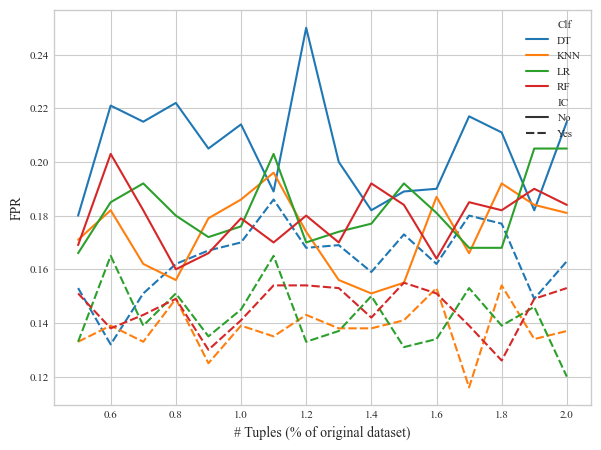 Clf
DT
KNN
LR
RF
IC
No
Yes
FPR
0.24
0.22
0.20
0.18
0.16
0.14
0.12
0.6 0.8 1.0 1.2 1.4 1.6 1.8 2.0
# Tuples (% of original dataset)